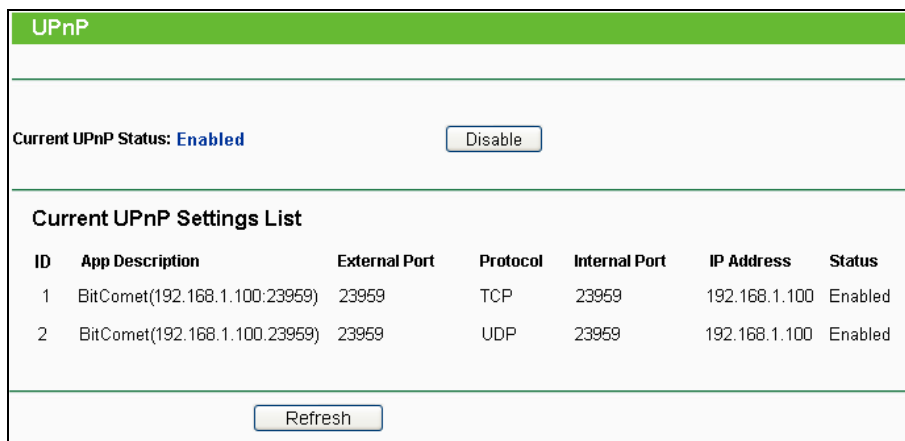 UPnP
Current UPnP Status: Enabled Disable
Current UPnP Settings List
ID App Description External Port Protocol Internal Port IP Address Status
1 BitComet(192.168.1.100:23959) 23959 TCP 23959 192.168.1.100 Enabled
2 BitComet(192.168.1.100.23959) 23959 UDP 23959 192.168.1.100 Enabled
Refresh